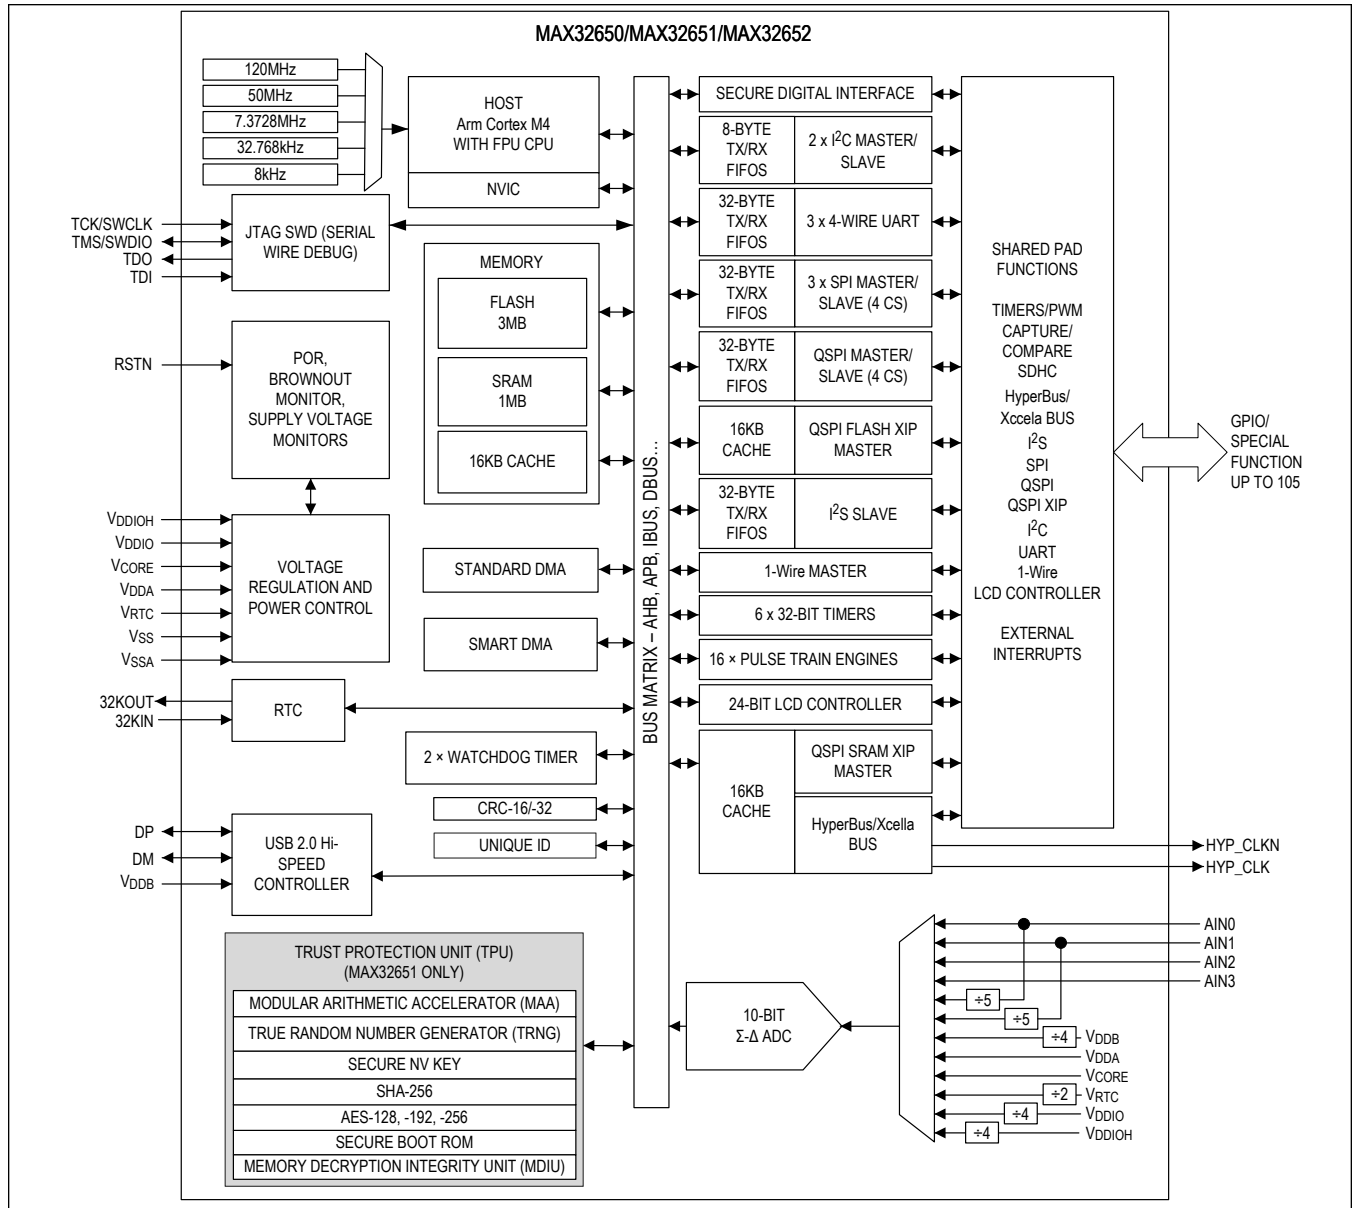 MAX32650/MAX32651/MAX32652
120MHz
50MHz
7.3728MHz
32.768kHz
8kHz
HOST
Arm Cortex M4
WITH FPU CPU
NVIC
TCK/SWCLK
TMS/SWDIO
TDO
TDI
JTAG SWD (SERIAL
WIRE DEBUG)
MEMORY
FLASH
3MB
SRAM
1MB
16KB CACHE
RSTN
POR,
BROWNOUT
MONITOR,
SUPPLY VOLTAGE
MONITORS
VDDIOH
VDDIO
VCORE
VDDA
VRTC
VSS
VSSA
VOLTAGE
REGULATION AND
POWER CONTROL
STANDARD DMA
SMART DMA
32KOUT
32KIN
RTC
2 × WATCHDOG TIMER
CRC-16/-32
UNIQUE ID
DP
DM
VDDB
USB 2.0 Hi-
SPEED
CONTROLLER
TRUST PROTECTION UNIT (TPU)
(MAX32651 ONLY)
MODULAR ARITHMETIC ACCELERATOR (MAA)
TRUE RANDOM NUMBER GENERATOR (TRNG)
SECURE NV KEY
SHA-256
AES-128, -192, -256
SECURE BOOT ROM
MEMORY DECRYPTION INTEGRITY UNIT (MDIU)
BUS MATRIX – AHB, APB, IBUS, DBUS…
SECURE DIGITAL INTERFACE
8-BYTE
TX/RX
FIFOS
2 x I2C MASTER/
SLAVE
32-BYTE
TX/RX
FIFOS
3 x 4-WIRE UART
32-BYTE
TX/RX
FIFOS
3 x SPI MASTER/
SLAVE (4 CS)
32-BYTE
TX/RX
FIFOS
QSPI MASTER/
SLAVE (4 CS)
16KB
CACHE
QSPI FLASH XIP
MASTER
32-BYTE
TX/RX
FIFOS
I2S SLAVE
1-Wire MASTER
6 x 32-BIT TIMERS
16 × PULSE TRAIN ENGINES
24-BIT LCD CONTROLLER
16KB
CACHE
QSPI SRAM XIP
MASTER
HyperBus/Xcella
BUS
SHARED PAD
FUNCTIONS
TIMERS/PWM
CAPTURE/
COMPARE
SDHC
HyperBus/
Xccela BUS
I2S
SPI
QSPI
QSPI XIP
I2C
UART
1-Wire
LCD CONTROLLER
EXTERNAL
INTERRUPTS
GPIO/
SPECIAL
FUNCTION
UP TO 105
HYP_CLKN
HYP_CLK
10-BIT
Σ-Δ ADC
AIN0
AIN1
AIN2
AIN3
÷5
÷5
÷4 VDDB
VDDA
VCORE
÷2 VRTC
÷4 VDDIO
÷4 VDDIOH